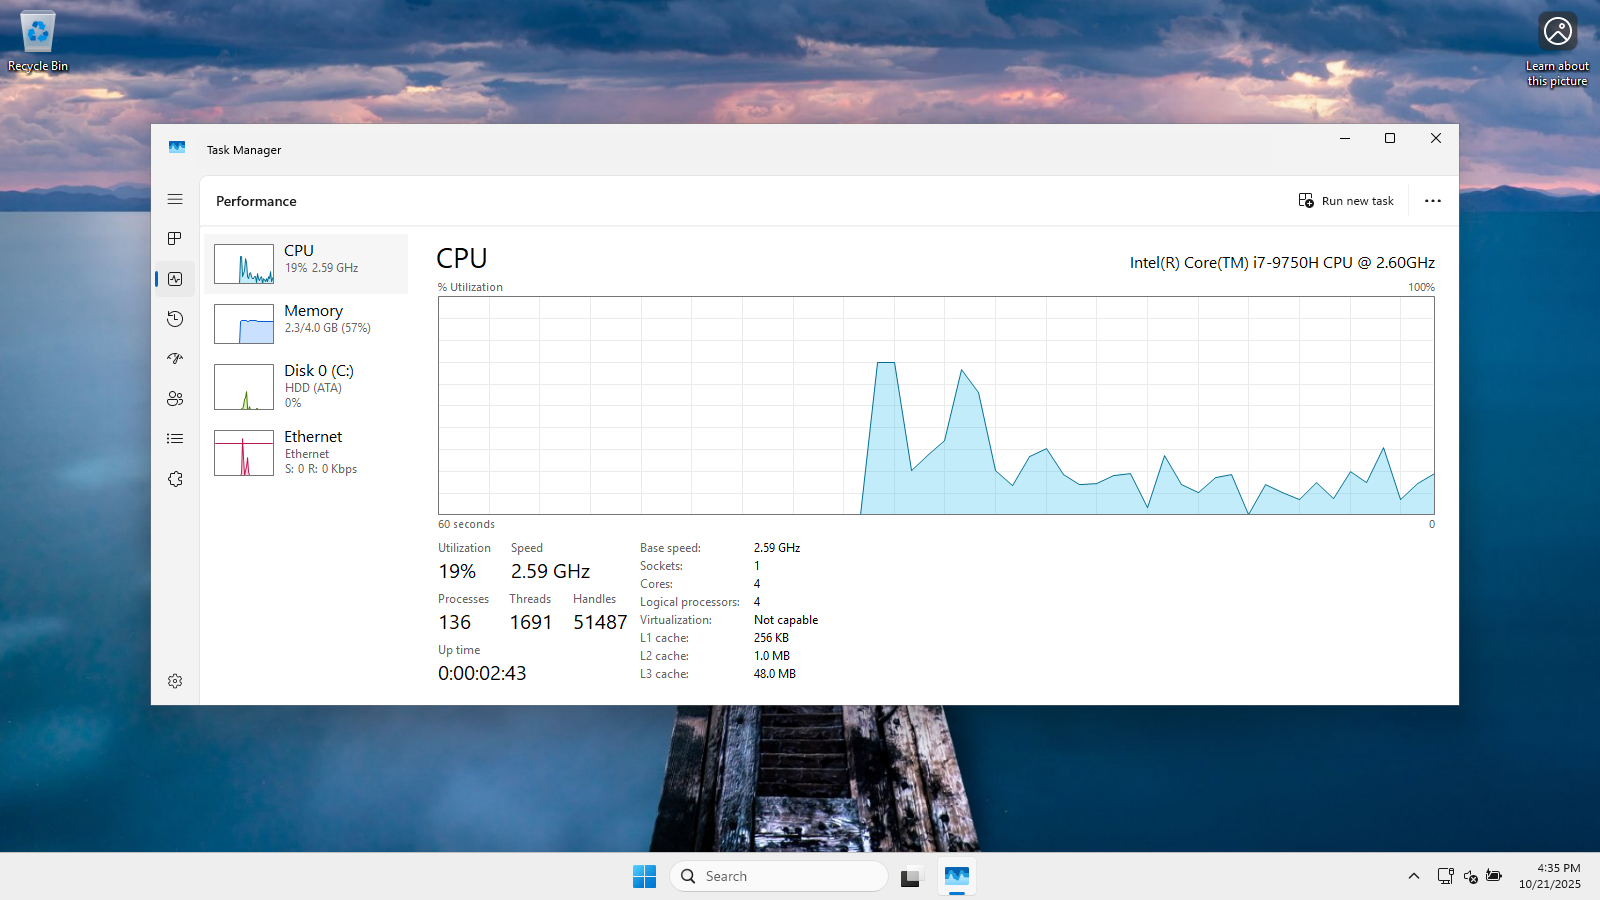 Recycle Bin
Learn about
this picture
Task Manager
Performance
Run new task
CPU
19% 2.59 GHz
Memory
2.3/4.0 GB (57%)
Disk 0 (C:)
HDD (ATA)
0%
Ethernet
Ethernet
S: 0 R: 0 Kbps
CPU
Intel(R) Core(TM) i7-9750H CPU @ 2.60GHz
% Utilization
100%
60 seconds
0
Utilization
19%
Speed
2.59 GHz
Processes
136
Threads
1691
Handles
51487
Up time
0:00:02:43
Base speed: 2.59 GHz
Sockets: 1
Cores: 4
Logical processors: 4
Virtualization: Not capable
L1 cache: 256 KB
L2 cache: 1.0 MB
L3 cache: 48.0 MB
Search
4:35 PM
10/21/2025